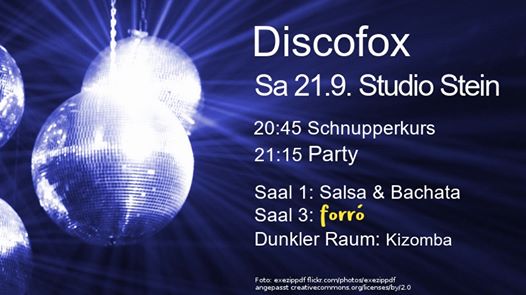 Discofox
Sa 21.9. Studio Stein
20:45 Schnupperkurs
21:15 Party
Saal 1: Salsa & Bachata
Saal 3: forró
Dunkler Raum: Kizomba
Foto: exezippdf flickr.com/photos/exezippdf
angepasst creativecommons.org/licenses/by/2.0